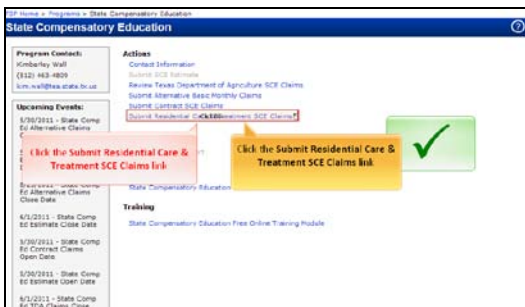 TSP Home » Programs » State Compensatory Education
State Compensatory Education
Program Contact:
Kimberley Wall
(512) 463-4809
kim.wall@tea.state.tx.us
Upcoming Events:
5/30/2011 - State Comp
Ed Alternative Claims
Ed Alternative Claims
Close Date
6/1/2011 - State Comp
Ed Estimate Close Date
5/30/2011 - State Comp
Ed Contract Claims
Open Date
5/30/2011 - State Comp
Ed Estimate Open Date
6/1/2011 - State Comp
Ed TDA Claims Close
Actions
Contact Information
Submit SCE Estimate
Review Texas Department of Agriculture SCE Claims
Submit Alternative Basic Monthly Claims
Submit Contract SCE Claims
Submit Residential Treatment SCE Claims
Click the Submit Residential Care &
Treatment SCE Claims link
Click the Submit Residential Care &
Treatment SCE Claims link
State Compensatory Education
Training
State Compensatory Education Free Online Training Module